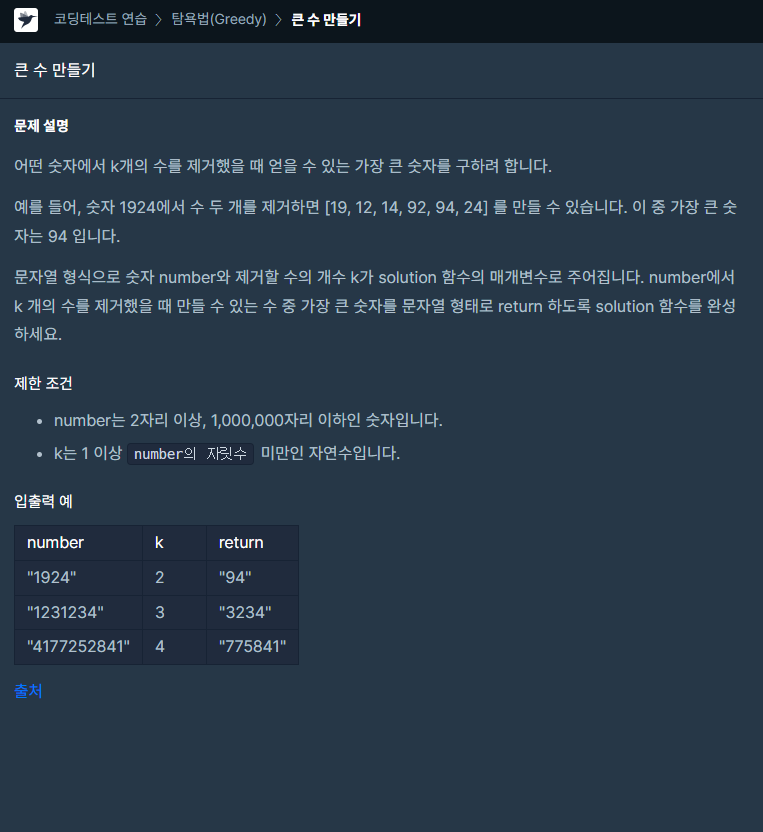 코딩테스트 연습 > 탐욕법(Greedy) > 큰 수 만들기
큰 수 만들기
문제 설명
어떤 숫자에서 k개의 수를 제거했을 때 얻을 수 있는 가장 큰 숫자를 구하려 합니다.
예를 들어, 숫자 1924에서 수 두 개를 제거하면 [19, 12, 14, 92, 94, 24] 를 만들 수 있습니다. 이 중 가장 큰 숫
자는 94 입니다.
문자열 형식으로 숫자 number와 제거할 수의 개수 k가 solution 함수의 매개변수로 주어집니다. number에서
k 개의 수를 제거했을 때 만들 수 있는 수 중 가장 큰 숫자를 문자열 형태로 return 하도록 solution 함수를 완성
하세요.
제한 조건
• number는 2자리 이상, 1,000,000자리 이하인 숫자입니다.
• k는 1 이상 number의 자릿수 미만인 자연수입니다.
입출력 예
number k return
"1924" 2 "94"
"1231234" 3 "3234"
"4177252841" 4 "775841"
출처